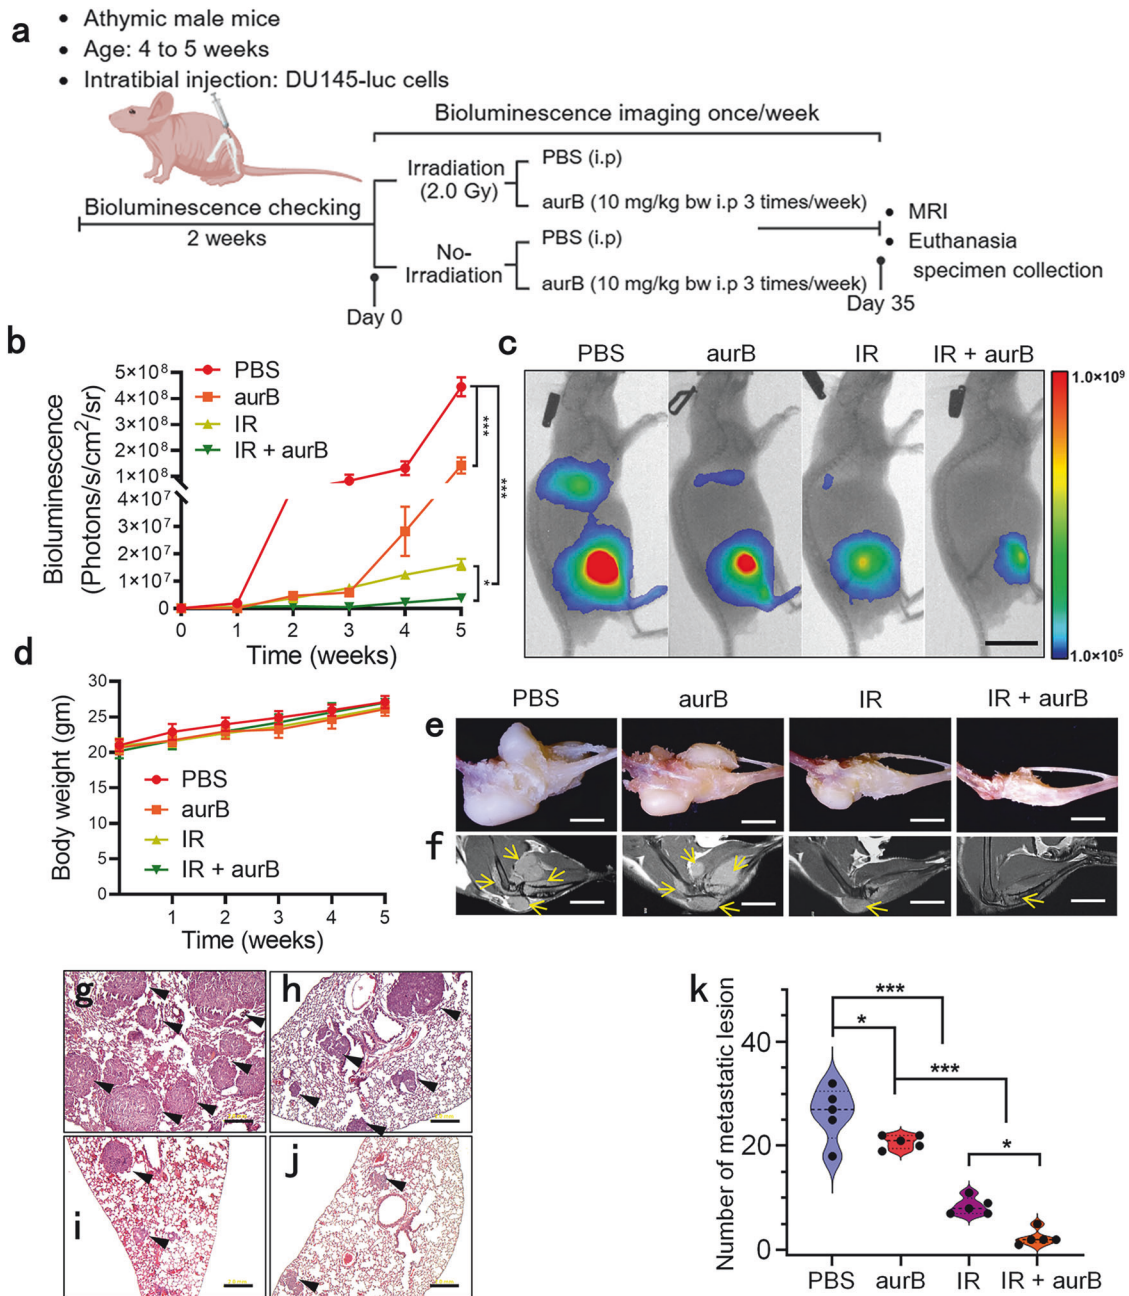 a
• Athymic male mice
• Age: 4 to 5 weeks
• Intratibial injection: DU145-luc cells
Bioluminescence imaging once/week
Bioluminescence checking
2 weeks
Irradiation
(2.0 Gy)
PBS (i.p)
aurB (10 mg/kg bw i.p 3 times/week)
No-
Irradiation
PBS (i.p)
aurB (10 mg/kg bw i.p 3 times/week)
• MRI
• Euthanasia
specimen collection
Day 0
Day 35
b
Bioluminescence
(Photons/s/cm²/sr)
5×10⁸
4×10⁸
3×10⁸
2×10⁸
1×10⁸
4×10⁷
3×10⁷
2×10⁷
1×10⁷
0
PBS
aurB
IR
IR + aurB
***
***
*
0 1 2 3 4 5
Time (weeks)
c
PBS aurB IR IR + aurB
1.0×10⁹
1.0×10⁵
d
Body weight (gm)
30
25
20
15
10
5
0
PBS
aurB
IR
IR + aurB
1 2 3 4 5
Time (weeks)
PBS aurB IR IR + aurB
e
f
g
h
i
j
k
Number of metastatic lesion
40
20
0
***
*
***
*
PBS aurB IR IR + aurB